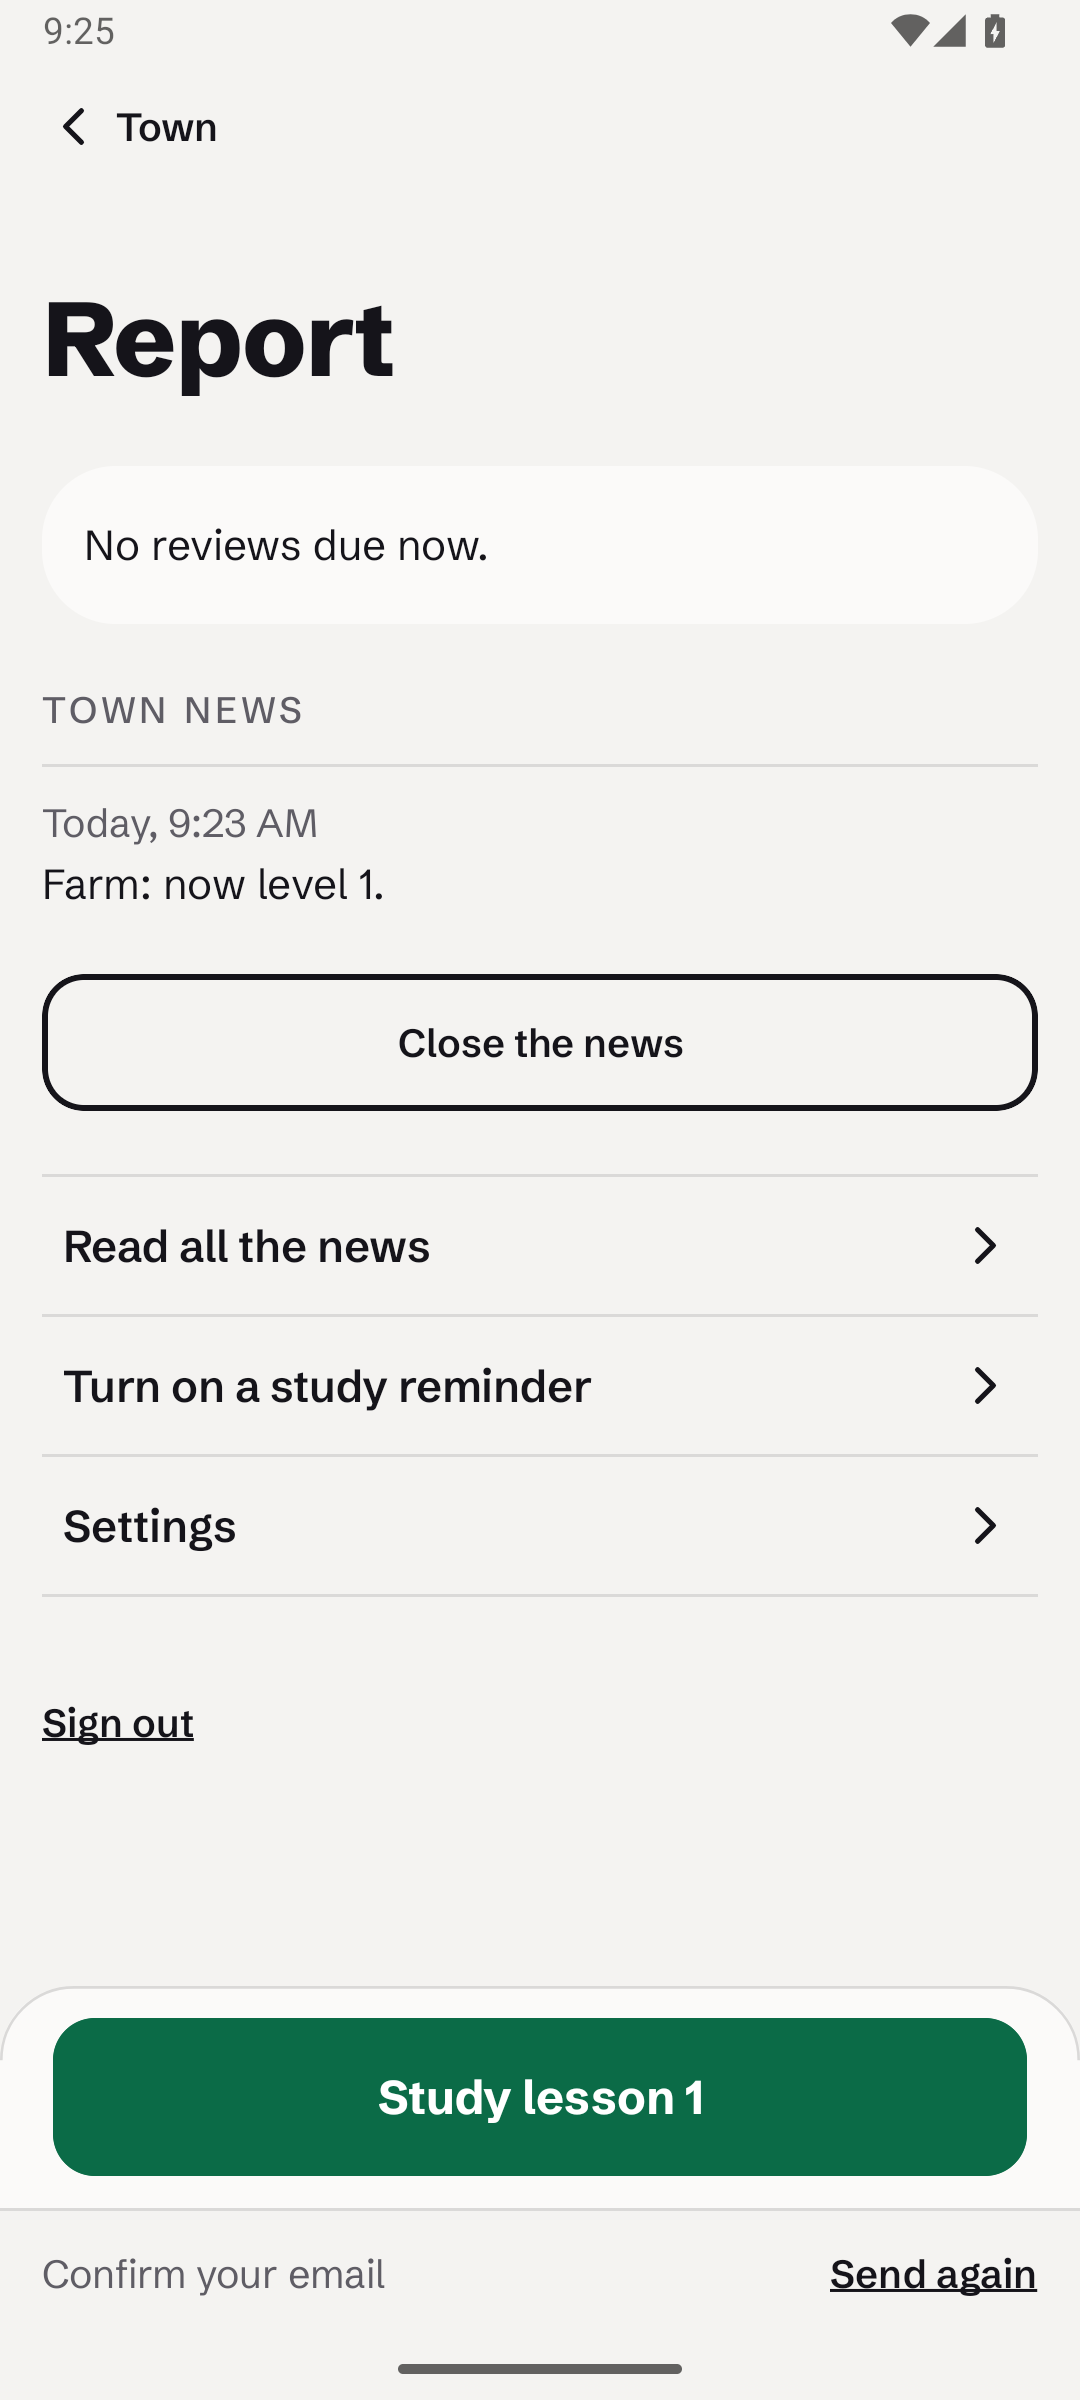 9:25
Town
Report
No reviews due now.
TOWN NEWS
Today, 9:23 AM
Farm: now level 1.
Close the news
Read all the news
Turn on a study reminder
Settings
Sign out
Study lesson 1
Confirm your email
Send again